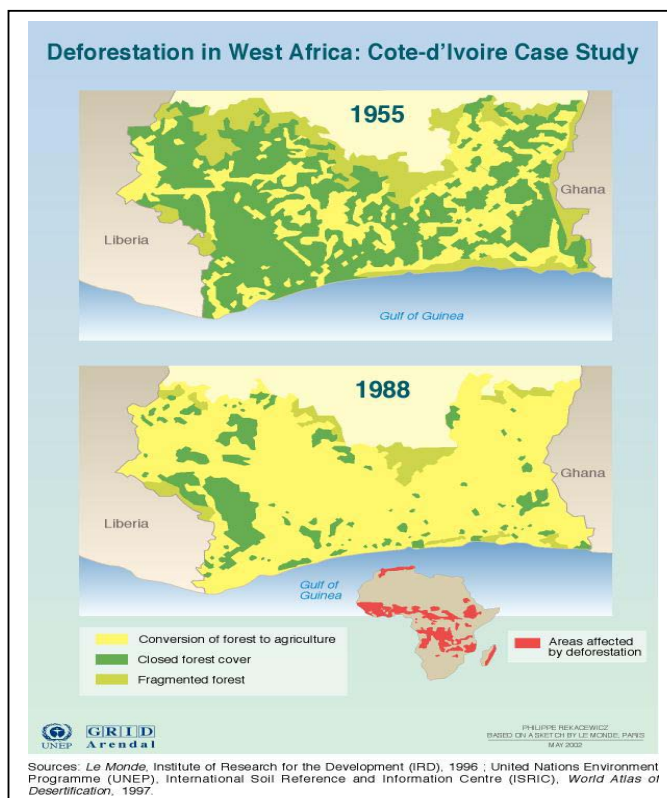 Deforestation in West Africa: Cote-d'Ivoire Case Study
1955
Ghana
Liberia
Gulf of Guinea
1988
Ghana
Liberia
Gulf of
Guinea
Conversion of forest to agriculture
Closed forest cover
Fragmented forest
Areas affected
by deforestation
UNEP
GRID
Arendal
PHILIPPE REKACEWICZ
BASED ON A SKETCH BY LE MONDE, PARIS
MAY 2002
Sources: Le Monde, Institute of Research for the Development (IRD), 1996 ; United Nations Environment
Programme (UNEP), International Soil Reference and Information Centre (ISRIC), World Atlas of
Desertification, 1997.